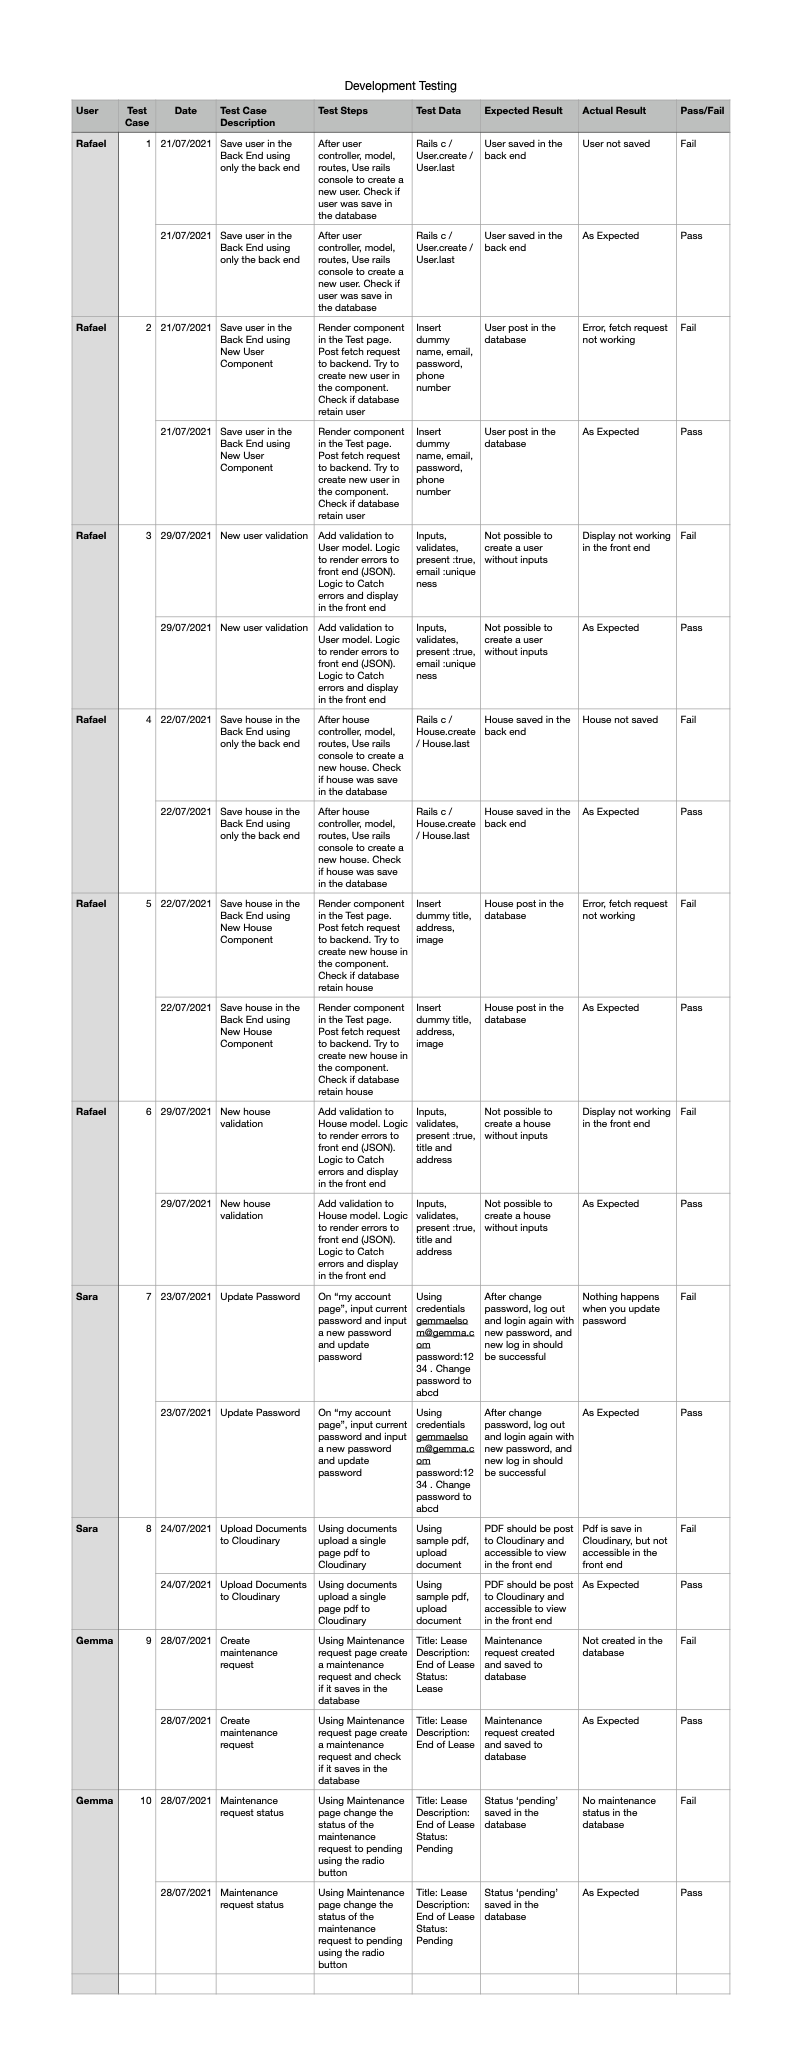 Development Testing
User
Test
Case
Date
Test Case
Description
Test Steps
Test Data
Expected Result
Actual Result
Pass/Fail
Rafael
1
21/07/2021
Save user in the
Back End using
only the back end
After user
controller, model,
routes, Use rails
console to create a
new user. Check if
user was save in
the database
Rails c /
User.create /
User.last
User saved in the
back end
User not saved
Fail
21/07/2021
Save user in the
Back End using
only the back end
After user
controller, model,
routes, Use rails
console to create a
new user. Check if
user was save in
the database
Rails c /
User.create /
User.last
User saved in the
back end
As Expected
Pass
Rafael
2
21/07/2021
Save user in the
Back End using
New User
Component
Render component
in the Test page.
Post fetch request
to backend. Try to
create new user in
the component.
Check if database
retain user
Insert
dummy
name, email,
password,
phone
number
User post in the
database
Error, fetch request
not working
Fail
21/07/2021
Save user in the
Back End using
New User
Component
Render component
in the Test page.
Post fetch request
to backend. Try to
create new user in
the component.
Check if database
retain user
Insert
dummy
name, email,
password,
phone
number
User post in the
database
As Expected
Pass
Rafael
3
29/07/2021
New user validation
Add validation to
User model. Logic
to render errors to
front end (JSON).
Logic to Catch
errors and display
in the front end
Inputs,
validates,
present :true,
email :unique
ness
Not possible to
create a user
without inputs
Display not working
in the front end
Fail
29/07/2021
New user validation
Add validation to
User model. Logic
to render errors to
front end (JSON).
Logic to Catch
errors and display
in the front end
Inputs,
validates,
present :true,
email :unique
ness
Not possible to
create a user
without inputs
As Expected
Pass
Rafael
4
22/07/2021
Save house in the
Back End using
only the back end
After house
controller, model,
routes, Use rails
console to create a
new house. Check
if house was save
in the database
Rails c /
House.create
/ House.last
House saved in the
back end
House not saved
Fail
22/07/2021
Save house in the
Back End using
only the back end
After house
controller, model,
routes, Use rails
console to create a
new house. Check
if house was save
in the database
Rails c /
House.create
/ House.last
House saved in the
back end
As Expected
Pass
Rafael
5
22/07/2021
Save house in the
Back End using
New House
Component
Render component
in the Test page.
Post fetch request
to backend. Try to
create new house in
the component.
Check if database
retain house
Insert
dummy title,
address,
image
House post in the
database
Error, fetch request
not working
Fail
22/07/2021
Save house in the
Back End using
New House
Component
Render component
in the Test page.
Post fetch request
to backend. Try to
create new house in
the component.
Check if database
retain house
Insert
dummy title,
address,
image
House post in the
database
As Expected
Pass
Rafael
6
29/07/2021
New house
validation
Add validation to
House model. Logic
to render errors to
front end (JSON).
Logic to Catch
errors and display
in the front end
Inputs,
validates,
present :true,
title and
address
Not possible to
create a house
without inputs
Display not working
in the front end
Fail
29/07/2021
New house
validation
Add validation to
House model. Logic
to render errors to
front end (JSON).
Logic to Catch
errors and display
in the front end
Inputs,
validates,
present :true,
title and
address
Not possible to
create a house
without inputs
As Expected
Pass
Sara
7
23/07/2021
Update Password
On “my account
page”, input current
password and input
a new password
and update
password
Using
credentials
gemmaelso
m@gemma.c
om
password:12
34 . Change
password to
abcd
After change
password, log out
and login again with
new password, and
new log in should
be successful
Nothing happens
when you update
password
Fail
23/07/2021
Update Password
On “my account
page”, input current
password and input
a new password
and update
password
Using
credentials
gemmaelso
m@gemma.c
om
password:12
34 . Change
password to
abcd
After change
password, log out
and login again with
new password, and
new log in should
be successful
As Expected
Pass
Sara
8
24/07/2021
Upload Documents
to Cloudinary
Using documents
upload a single
page pdf to
Cloudinary
Using
sample pdf,
upload
document
PDF should be post
to Cloudinary and
accessible to view
in the front end
Pdf is save in
Cloudinary, but not
accessible in the
front end
Fail
24/07/2021
Upload Documents
to Cloudinary
Using documents
upload a single
page pdf to
Cloudinary
Using
sample pdf,
upload
document
PDF should be post
to Cloudinary and
accessible to view
in the front end
As Expected
Pass
Gemma
9
28/07/2021
Create
maintenance
request
Using Maintenance
request page create
a maintenance
request and check
if it saves in the
database
Title: Lease
Description:
End of Lease
Status:
Lease
Maintenance
request created
and saved to
database
Not created in the
database
Fail
28/07/2021
Create
maintenance
request
Using Maintenance
request page create
a maintenance
request and check
if it saves in the
database
Title: Lease
Description:
End of Lease
Maintenance
request created
and saved to
database
As Expected
Pass
Gemma
10
28/07/2021
Maintenance
request status
Using Maintenance
page change the
status of the
maintenance
request to pending
using the radio
button
Title: Lease
Description:
End of Lease
Status:
Pending
Status ‘pending’
saved in the
database
No maintenance
status in the
database
Fail
28/07/2021
Maintenance
request status
Using Maintenance
page change the
status of the
maintenance
request to pending
using the radio
button
Title: Lease
Description:
End of Lease
Status:
Pending
Status ‘pending’
saved in the
database
As Expected
Pass